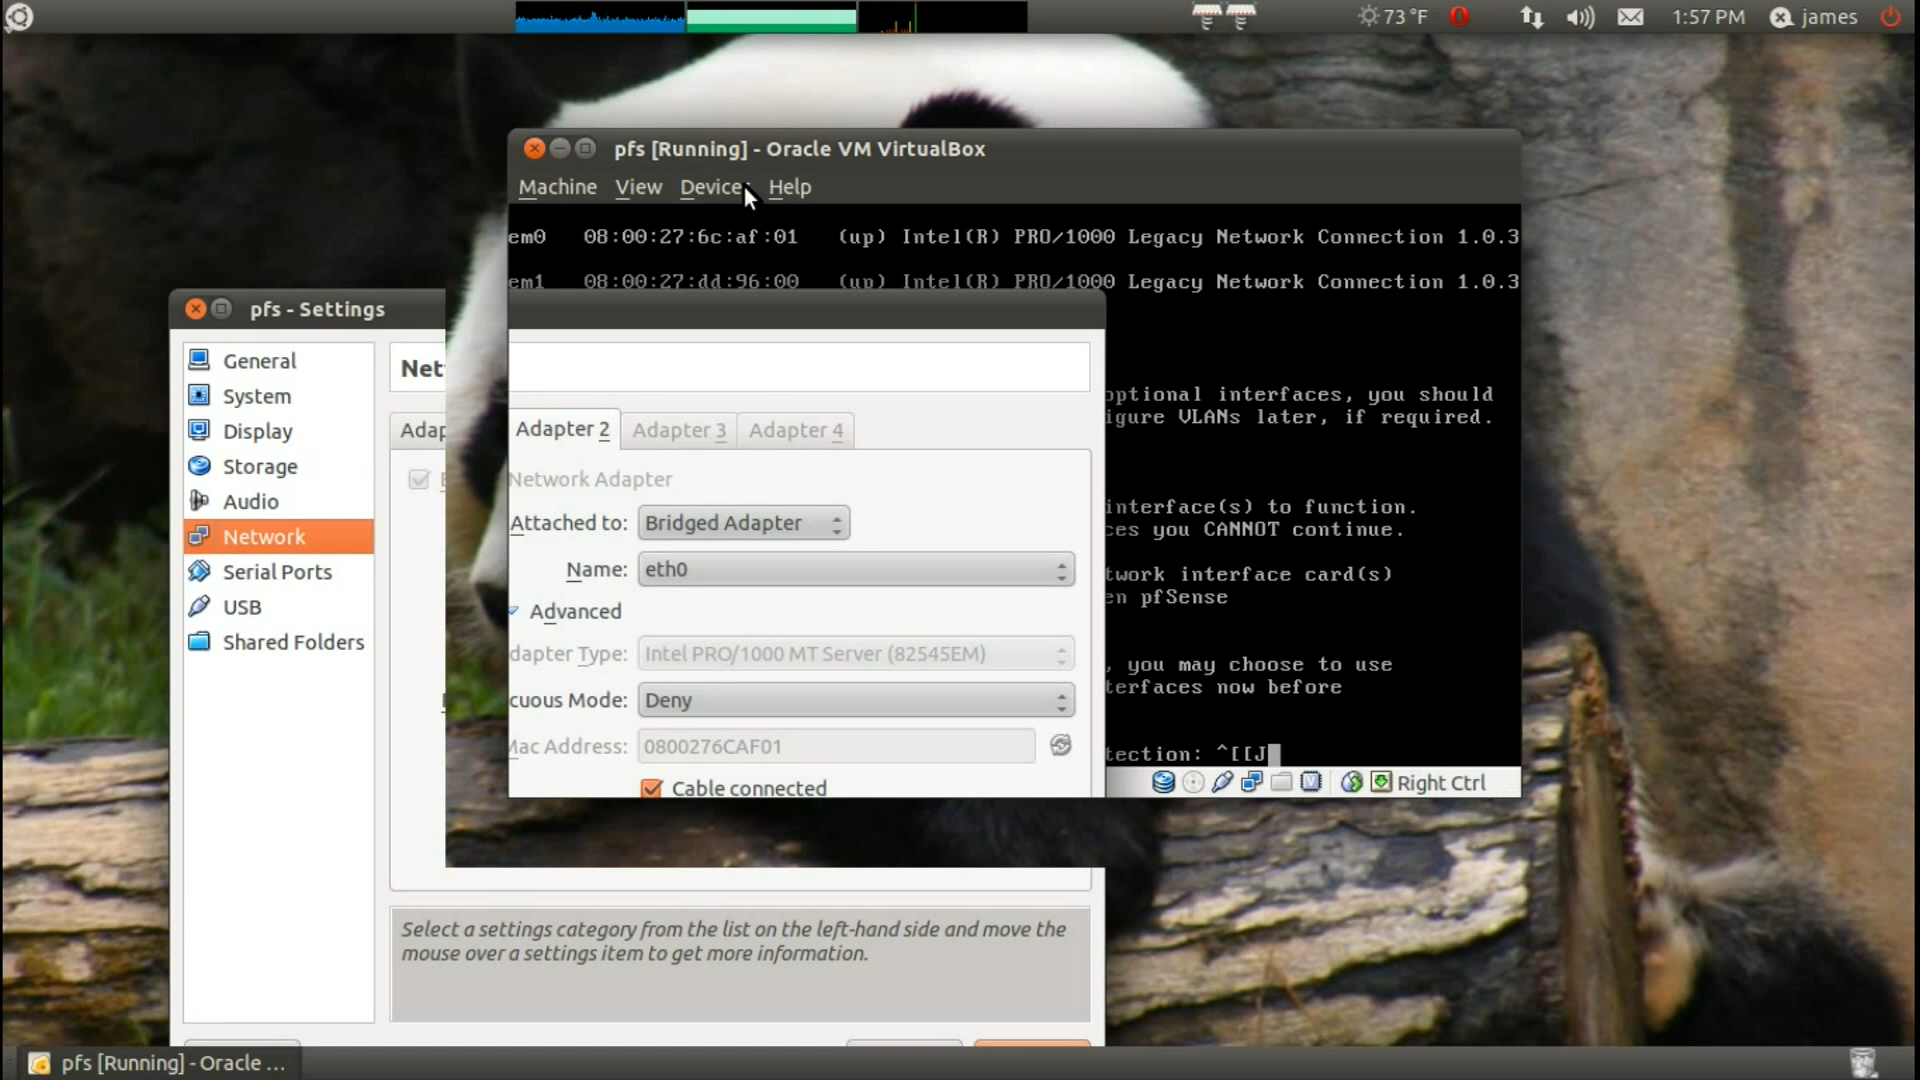 73 °F
1:57 PM
james
pfs [Running] - Oracle VM VirtualBox
Machine View Device Help
em0 08:00:27:6c:af:01 (up) Intel(R) PRO/1000 Legacy Network Connection 1.0.3
em1 08:00:27:dd:96:00 (up) Intel(R) PRO/1000 Legacy Network Connection 1.0.3
optional interfaces, you should
igure VLANs later, if required.
interface(s) to function.
ces you CANNOT continue.
twork interface card(s)
en pfSense
, you may choose to use
terfaces now before
tection: ^[[J
Right Ctrl
pfs - Settings
General
System
Display
Storage
Audio
Network
Serial Ports
USB
Shared Folders
Net
Adap Adapter 2 Adapter 3 Adapter 4
Network Adapter
Attached to: Bridged Adapter
Name: eth0
Advanced
dapter Type: Intel PRO/1000 MT Server (82545EM)
cuous Mode: Deny
Mac Address: 0800276CAF01
Cable connected
Select a settings category from the list on the left-hand side and move the
mouse over a settings item to get more information.
pfs [Running] - Oracle ...